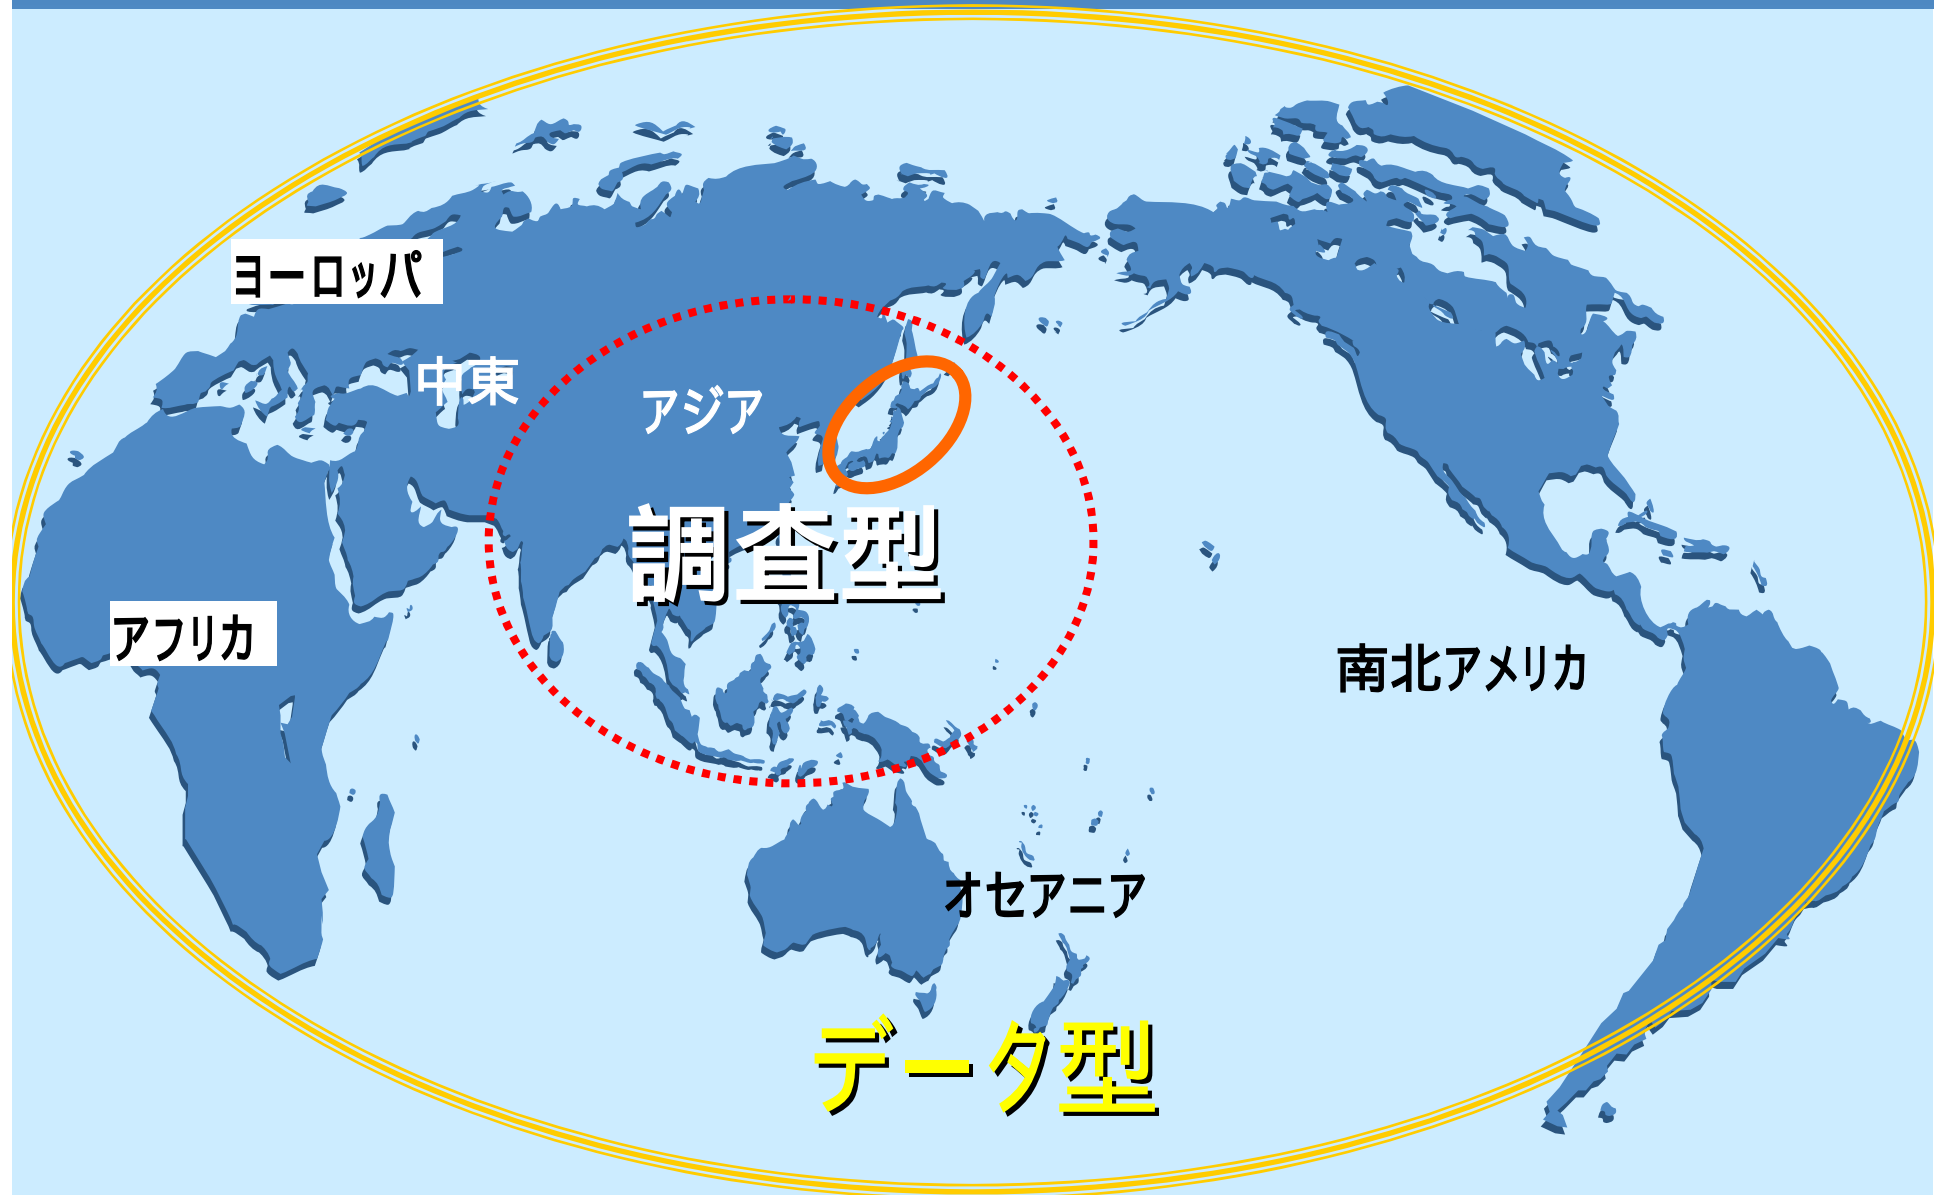 ヨーロッパ
中東
アジア
調査型
アフリカ
南北アメリカ
オセアニア
データ型